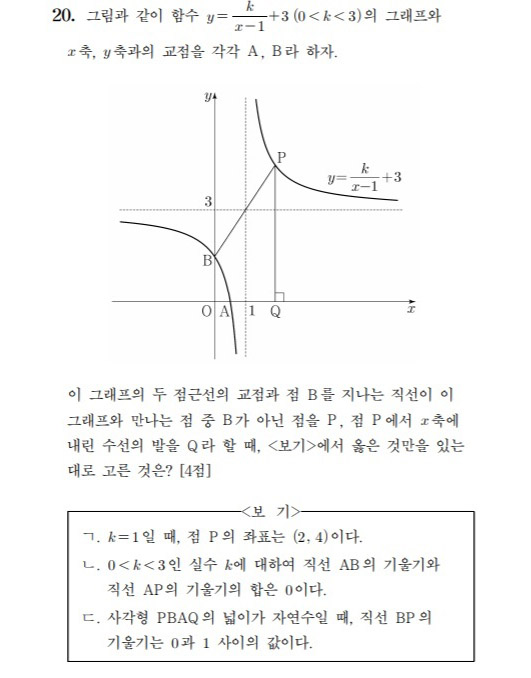 20. 그림과 같이 함수 y=k/(x-1)+3 (0<k<3)의 그래프와
x축, y축과의 교점을 각각 A, B라 하자.
y
P
y=k/(x-1)+3
3
B
O A 1 Q x
이 그래프의 두 점근선의 교점과 점 B를 지나는 직선이 이
그래프와 만나는 점 중 B가 아닌 점을 P, 점 P에서 x축에
내린 수선의 발을 Q라 할 때, <보기>에서 옳은 것만을 있는
대로 고른 것은? [4점]
<보 기>
ㄱ. k=1일 때, 점 P의 좌표는 (2, 4)이다.
ㄴ. 0<k<3인 실수 k에 대하여 직선 AB의 기울기와
직선 AP의 기울기의 합은 0이다.
ㄷ. 사각형 PBAQ의 넓이가 자연수일 때, 직선 BP의
기울기는 0과 1 사이의 값이다.